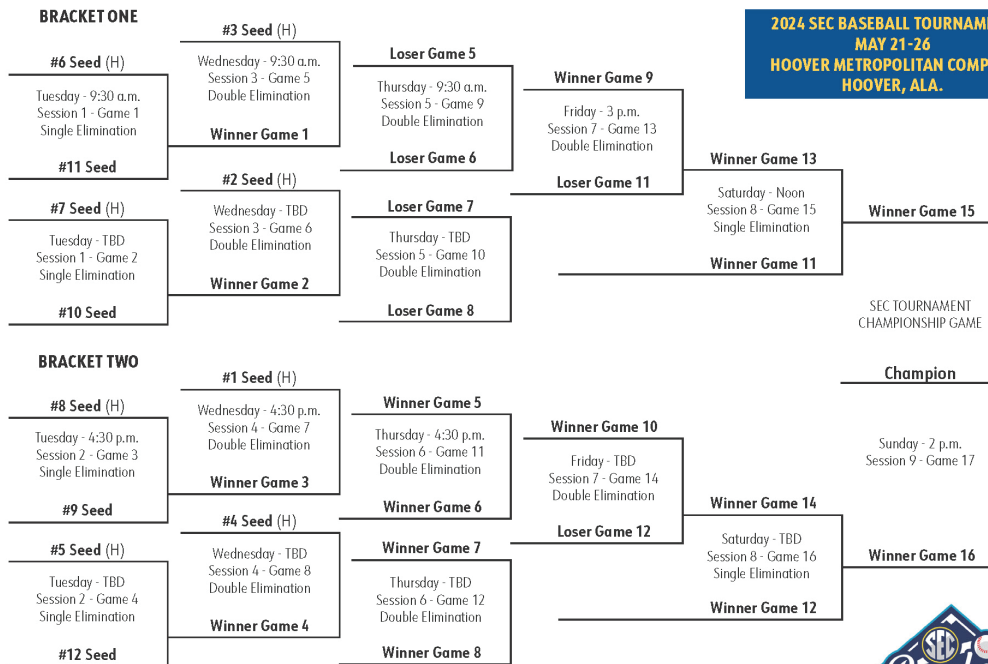 BRACKET ONE
2024 SEC BASEBALL
MAY 21-26
HOOVER METROPOLITAN
HOOVER, ALA.
#6 Seed (H)
Tuesday - 9:30 a.m.
Session 1 - Game 1
Single Elimination
#11 Seed
#7 Seed (H)
Tuesday - TBD
Session 1 - Game 2
Single Elimination
#10 Seed
#3 Seed (H)
Wednesday - 9:30 a.m.
Session 3 - Game 5
Double Elimination
Winner Game 1
#2 Seed (H)
Wednesday - TBD
Session 3 - Game 6
Double Elimination
Winner Game 2
Loser Game 5
Thursday - 9:30 a.m.
Session 5 - Game 9
Double Elimination
Loser Game 6
Loser Game 7
Thursday - TBD
Session 5 - Game 10
Double Elimination
Loser Game 8
Winner Game 9
Friday - 3 p.m.
Session 7 - Game 13
Double Elimination
Loser Game 11
Winner Game 13
Saturday - Noon
Session 8 - Game 15
Single Elimination
Winner Game 11
Winner Game 15
SEC TOURNAMENT
CHAMPIONSHIP GAME
Champion
Sunday - 2 p.m.
Session 9 - Game 17
BRACKET TWO
#8 Seed (H)
Tuesday - 4:30 p.m.
Session 2 - Game 3
Single Elimination
#9 Seed
#5 Seed (H)
Tuesday - TBD
Session 2 - Game 4
Single Elimination
#12 Seed
#1 Seed (H)
Wednesday - 4:30 p.m.
Session 4 - Game 7
Double Elimination
Winner Game 3
#4 Seed (H)
Wednesday - TBD
Session 4 - Game 8
Double Elimination
Winner Game 4
Winner Game 5
Thursday - 4:30 p.m.
Session 6 - Game 11
Double Elimination
Winner Game 6
Winner Game 7
Thursday - TBD
Session 6 - Game 12
Double Elimination
Winner Game 8
Winner Game 10
Friday - TBD
Session 7 - Game 14
Double Elimination
Loser Game 12
Winner Game 14
Saturday - TBD
Session 8 - Game 16
Single Elimination
Winner Game 12
Winner Game 16
SEC